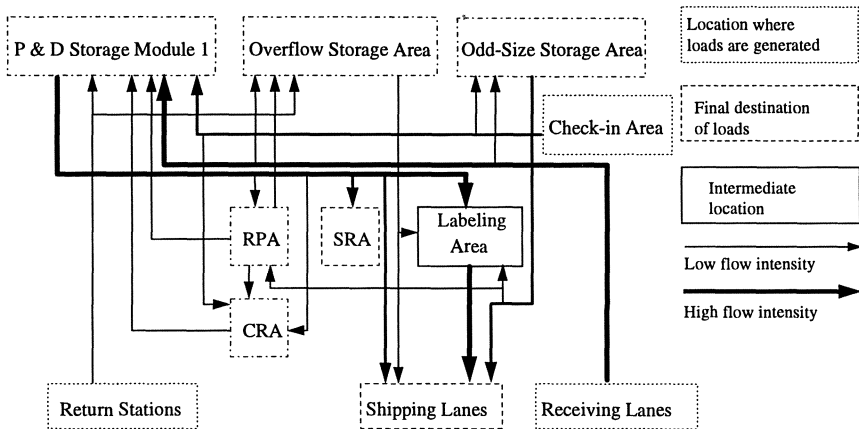 P & D Storage Module 1
Overflow Storage Area
Odd-Size Storage Area
Location where
loads are generated
Check-in Area
Final destination
of loads
RPA
SRA
Labeling
Area
Intermediate
location
Low flow intensity
CRA
High flow intensity
Return Stations
Shipping Lanes
Receiving Lanes